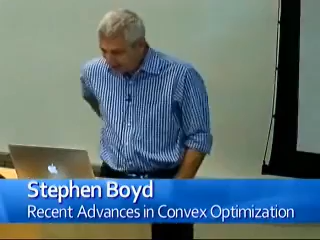 Stephen Boyd
Recent Advances in Convex Optimization